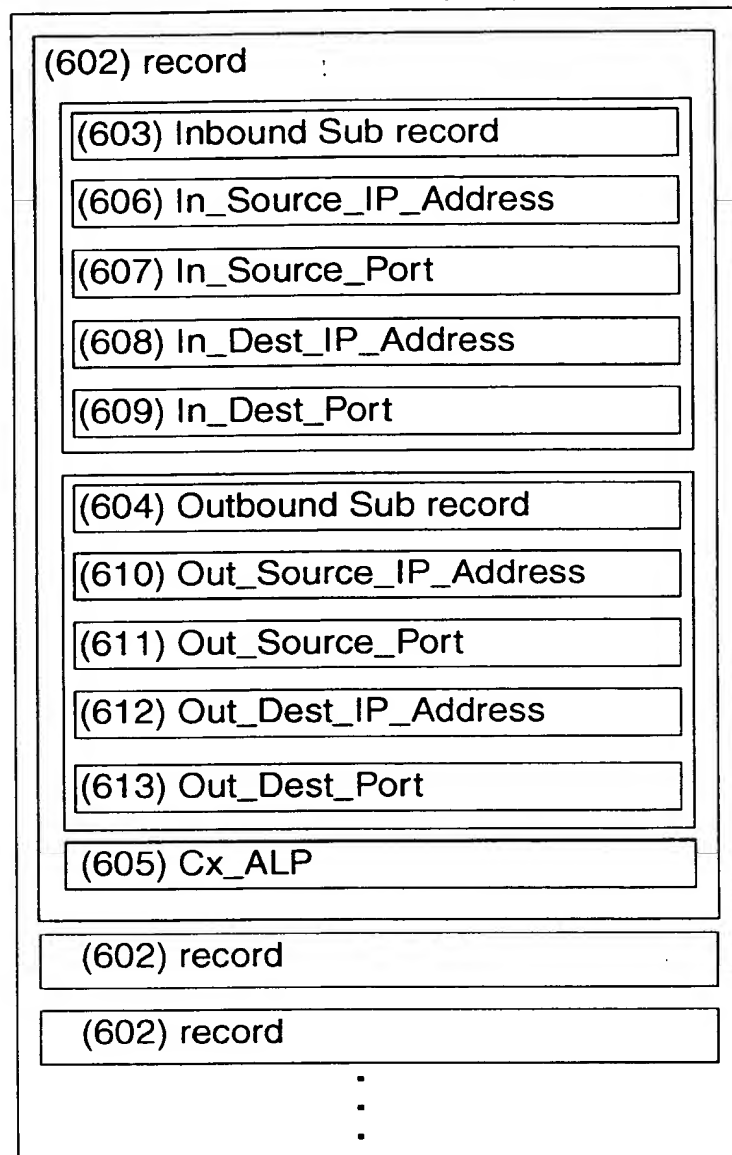 (602) record
(603) Inbound Sub record
(606) In_Source_IP_Address
(607) In_Source_Port
(608) In_Dest_IP_Address
(609) In_Dest_Port
(604) Outbound Sub record
(610) Out_Source_IP_Address
(611) Out_Source_Port
(612) Out_Dest_IP_Address
(613) Out_Dest_Port
(605) Cx_ALP
(602) record
(602) record